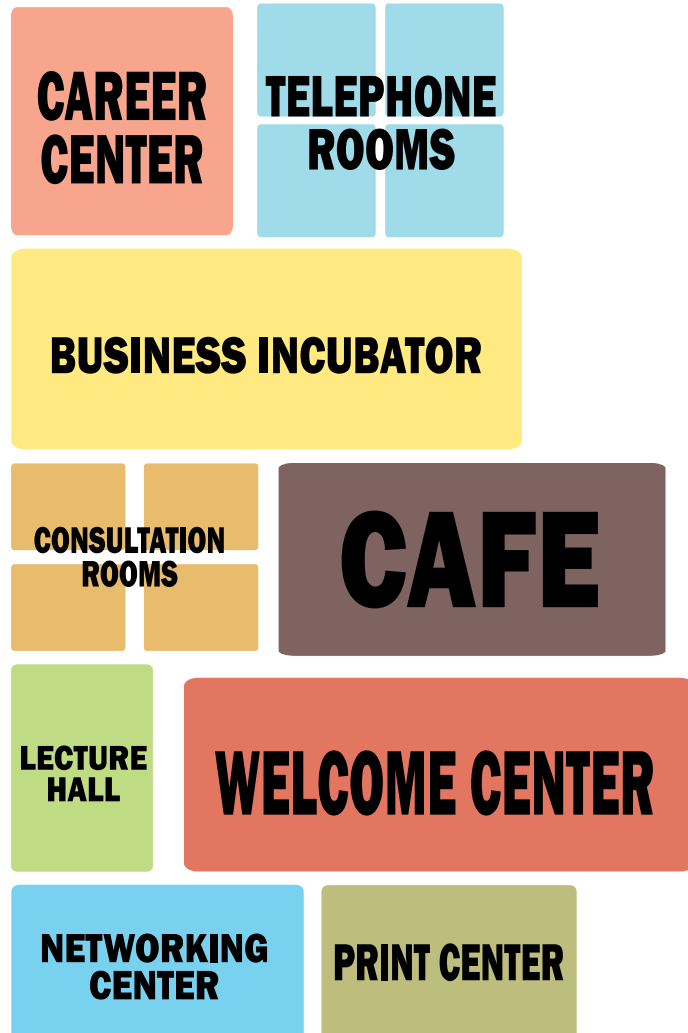 CAREER
CENTER
TELEPHONE
ROOMS
BUSINESS INCUBATOR
CONSULTATION
ROOMS
CAFE
LECTURE
HALL
WELCOME CENTER
NETWORKING
CENTER
PRINT CENTER